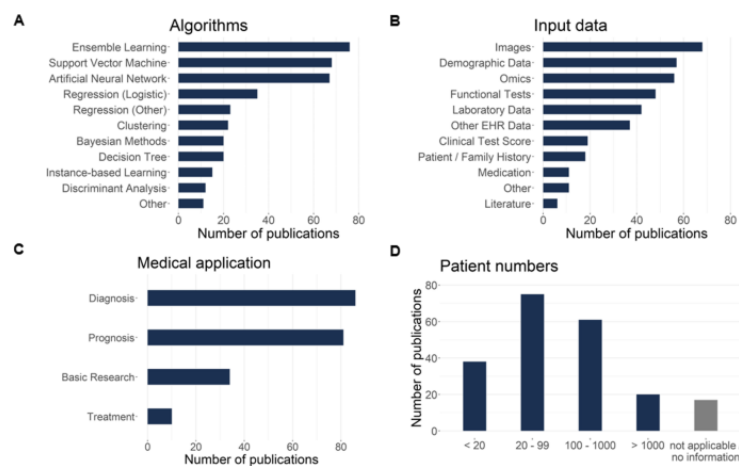 A
Algorithms
Ensemble Learning
Support Vector Machine
Artificial Neural Network
Regression (Logistic)
Regression (Other)
Clustering
Bayesian Methods
Decision Tree
Instance-based Learning
Discriminant Analysis
Other
0 20 40 60 80
Number of publications
B
Input data
Images
Demographic Data
Omics
Functional Tests
Laboratory Data
Other EHR Data
Clinical Test Score
Patient / Family History
Medication
Other
Literature
0 20 40 60 80
Number of publications
C
Medical application
Diagnosis
Prognosis
Basic Research
Treatment
0 20 40 60 80
Number of publications
D
Patient numbers
Number of publications
80
60
40
20
0
< 20 20 - 99 100 - 1000 > 1000 not applicable /
no information